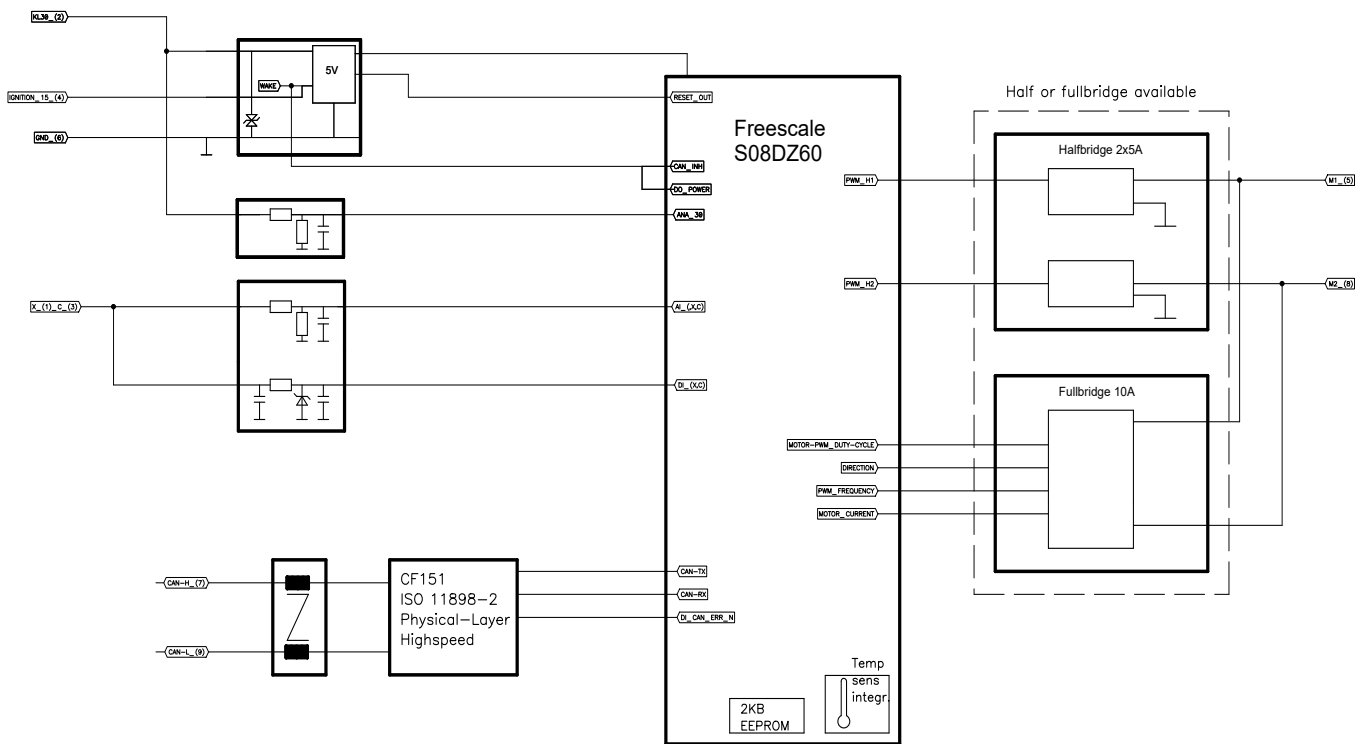 KL30_(2)
5V
WAKE
IGNITION_15_(4)
RESET_OUT
GND_(6)
Freescale
S08DZ60
CAN_INH
DO_POWER
ANA_30
X_(1)_C_(3)
AI_(X,C)
DI_(X,C)
Half or fullbridge available
Halfbridge 2x5A
PWM_H1
M1_(5)
PWM_H2
M2_(8)
Fullbridge 10A
MOTOR-PWM_DUTY-CYCLE
DIRECTION
PWM_FREQUENCY
MOTOR_CURRENT
CAN-H_(7)
CAN-L_(9)
CF151
ISO 11898-2
Physical-Layer
Highspeed
CAN-TX
CAN-RX
DI_CAN_ERR_N
2KB
EEPROM
Temp
sens
integr.